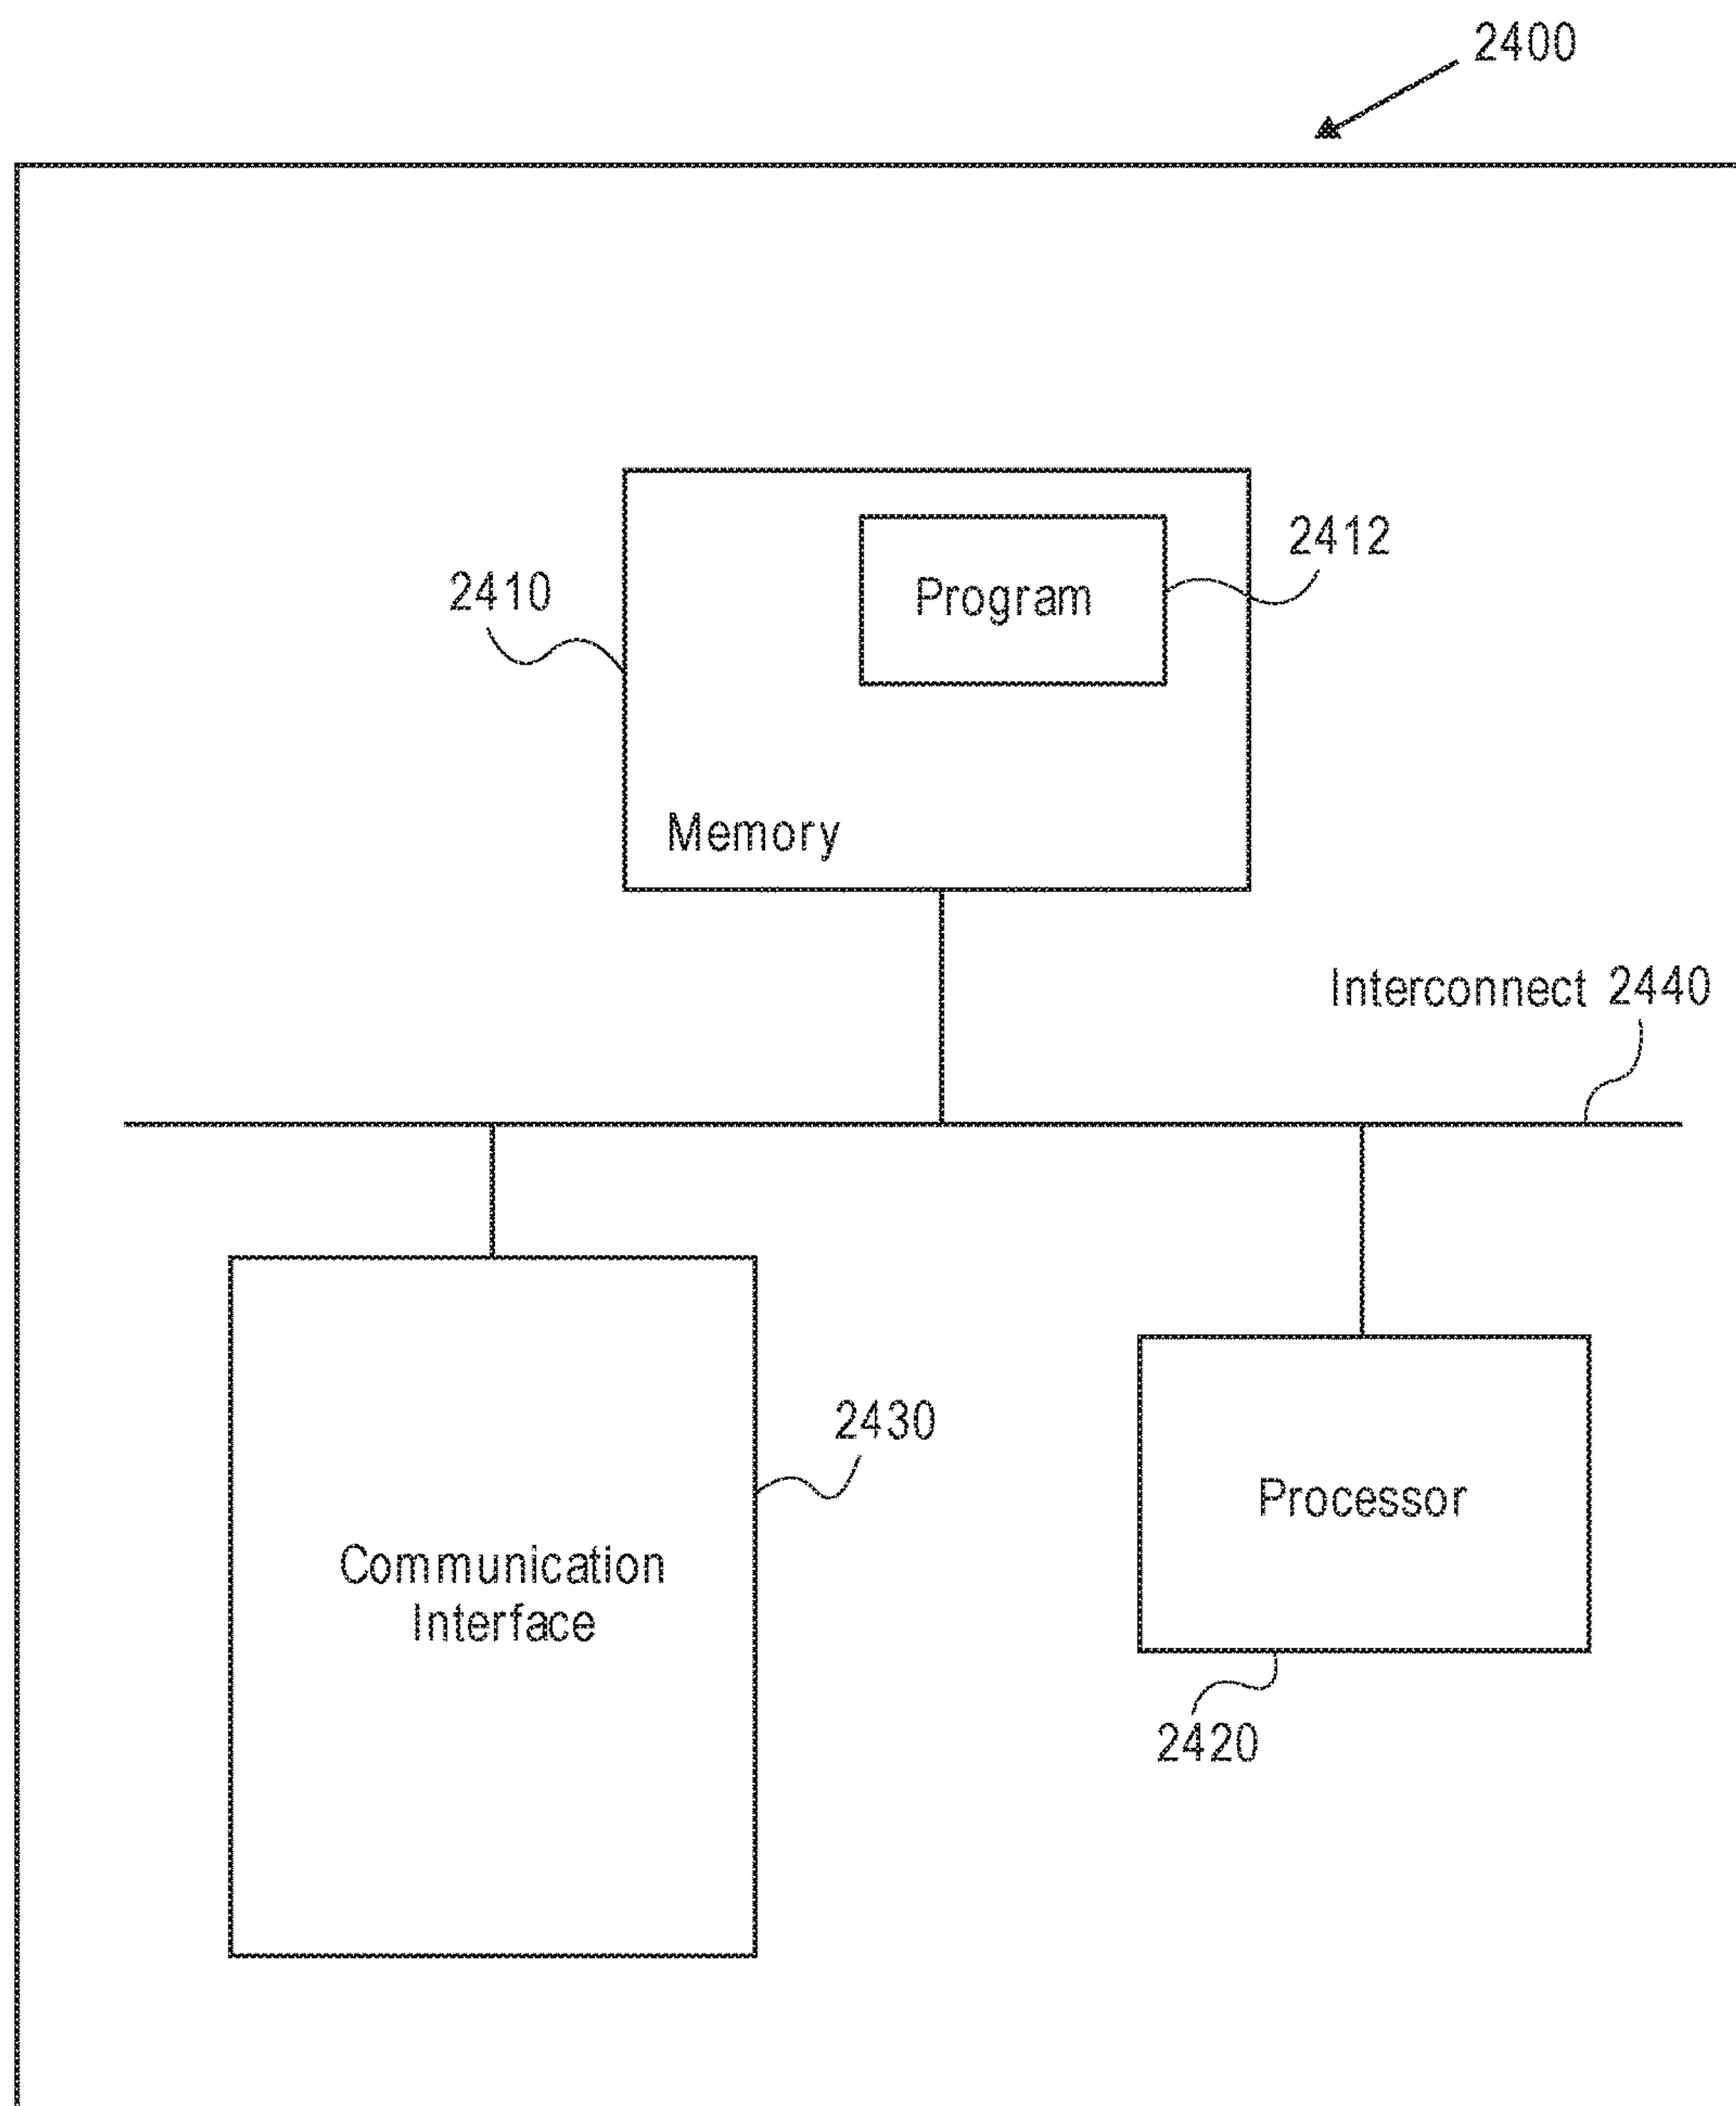 2400
2412
2410
Program
Memory
Interconnect 2440
2430
Processor
Communication
Interface
2420